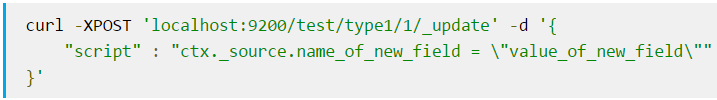 curl -XPOST 'localhost:9200/test/type1/1/_update' -d '{
"script" : "ctx._source.name_of_new_field = \"value_of_new_field\""
}'